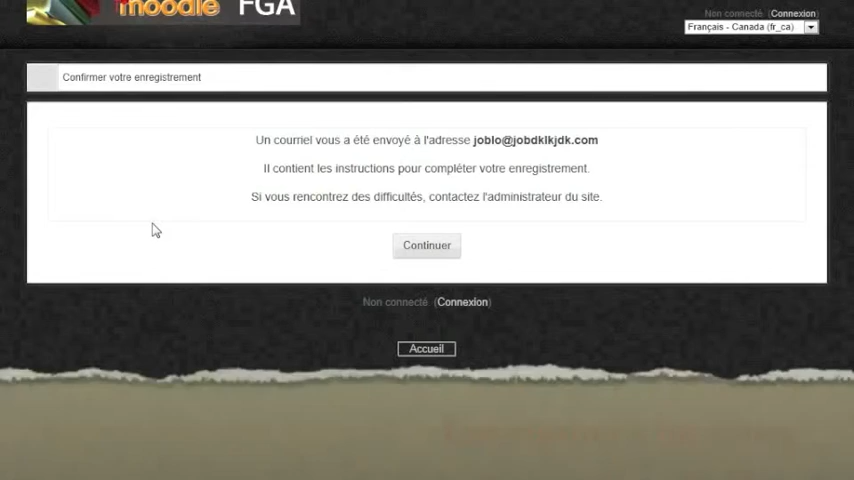 moodle FGA
Non connecté (Connexion)
Français - Canada (fr_ca)
Confirmer votre enregistrement
Un courriel vous a été envoyé à l'adresse joblo@jobdklkjdk.com
Il contient les instructions pour compléter votre enregistrement.
Si vous rencontrez des difficultés, contactez l'administrateur du site.
Continuer
Non connecté (Connexion)
Accueil